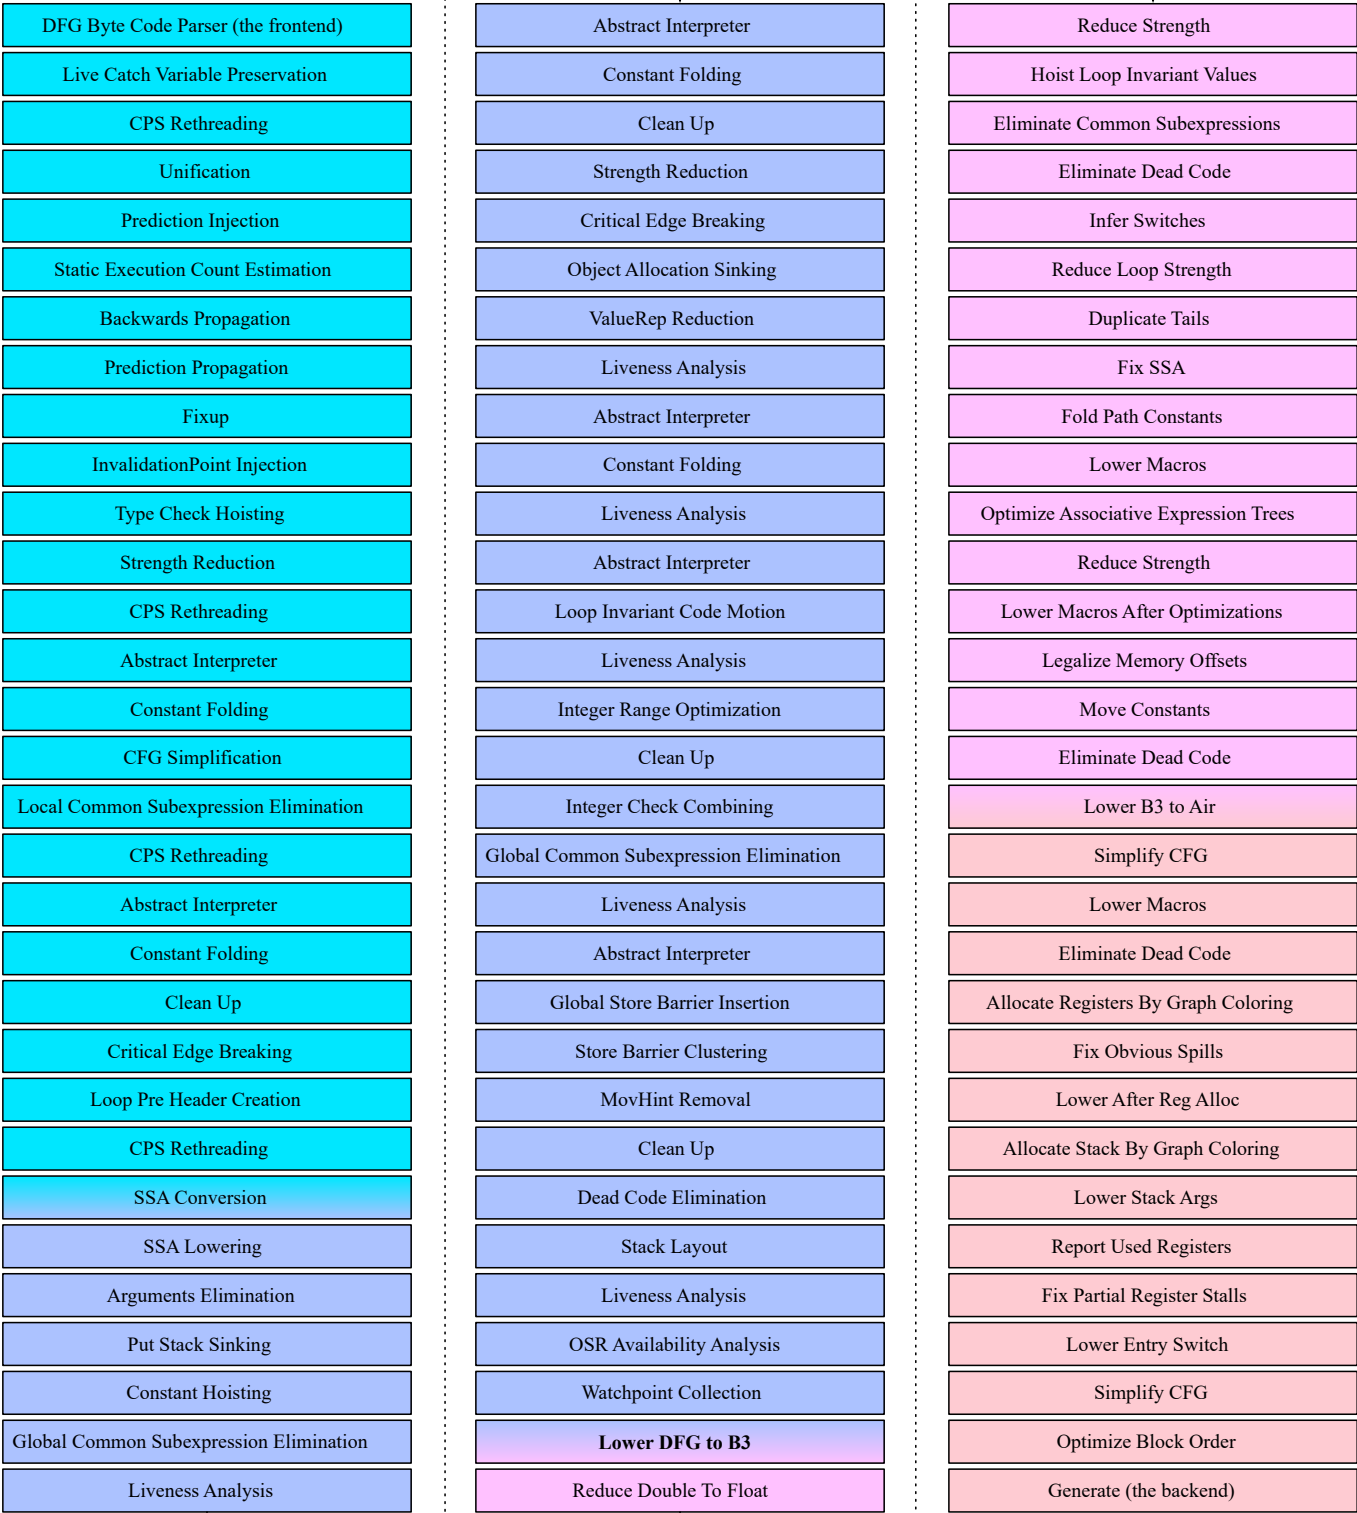 DFG Byte Code Parser (the frontend)
Live Catch Variable Preservation
CPS Rethreading
Unification
Prediction Injection
Static Execution Count Estimation
Backwards Propagation
Prediction Propagation
Fixup
InvalidationPoint Injection
Type Check Hoisting
Strength Reduction
CPS Rethreading
Abstract Interpreter
Constant Folding
CFG Simplification
Local Common Subexpression Elimination
CPS Rethreading
Abstract Interpreter
Constant Folding
Clean Up
Critical Edge Breaking
Loop Pre Header Creation
CPS Rethreading
SSA Conversion
SSA Lowering
Arguments Elimination
Put Stack Sinking
Constant Hoisting
Global Common Subexpression Elimination
Liveness Analysis
Abstract Interpreter
Constant Folding
Clean Up
Strength Reduction
Critical Edge Breaking
Object Allocation Sinking
ValueRep Reduction
Liveness Analysis
Abstract Interpreter
Constant Folding
Liveness Analysis
Abstract Interpreter
Loop Invariant Code Motion
Liveness Analysis
Integer Range Optimization
Clean Up
Integer Check Combining
Global Common Subexpression Elimination
Liveness Analysis
Abstract Interpreter
Global Store Barrier Insertion
Store Barrier Clustering
MovHint Removal
Clean Up
Dead Code Elimination
Stack Layout
Liveness Analysis
OSR Availability Analysis
Watchpoint Collection
Lower DFG to B3
Reduce Double To Float
Reduce Strength
Hoist Loop Invariant Values
Eliminate Common Subexpressions
Eliminate Dead Code
Infer Switches
Reduce Loop Strength
Duplicate Tails
Fix SSA
Fold Path Constants
Lower Macros
Optimize Associative Expression Trees
Reduce Strength
Lower Macros After Optimizations
Legalize Memory Offsets
Move Constants
Eliminate Dead Code
Lower B3 to Air
Simplify CFG
Lower Macros
Eliminate Dead Code
Allocate Registers By Graph Coloring
Fix Obvious Spills
Lower After Reg Alloc
Allocate Stack By Graph Coloring
Lower Stack Args
Report Used Registers
Fix Partial Register Stalls
Lower Entry Switch
Simplify CFG
Optimize Block Order
Generate (the backend)